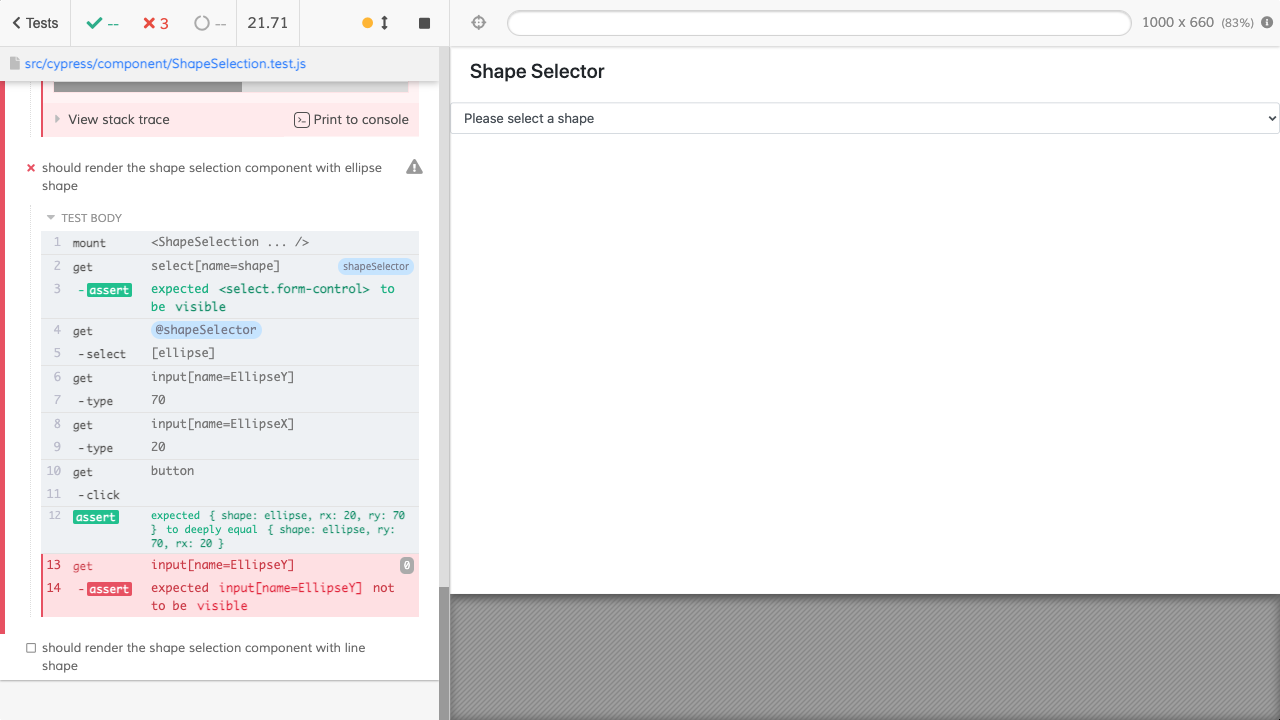 Tests
--
3
--
21.71
1000 x 660 (83%)
src/cypress/component/ShapeSelection.test.js
Shape Selector
Please select a shape
View stack trace
Print to console
should render the shape selection component with ellipse
shape
TEST BODY
1 mount <ShapeSelection ... />
2 get select[name=shape] shapeSelector
3 -assert expected <select.form-control> to
be visible
4 get @shapeSelector
5 -select [ellipse]
6 get input[name=EllipseY]
7 -type 70
8 get input[name=EllipseX]
9 -type 20
10 get button
11 -click
12 assert expected { shape: ellipse, rx: 20, ry: 70
} to deeply equal { shape: ellipse, ry:
70, rx: 20 }
13 get input[name=EllipseY] 0
14 -assert expected input[name=EllipseY] not
to be visible
should render the shape selection component with line
shape